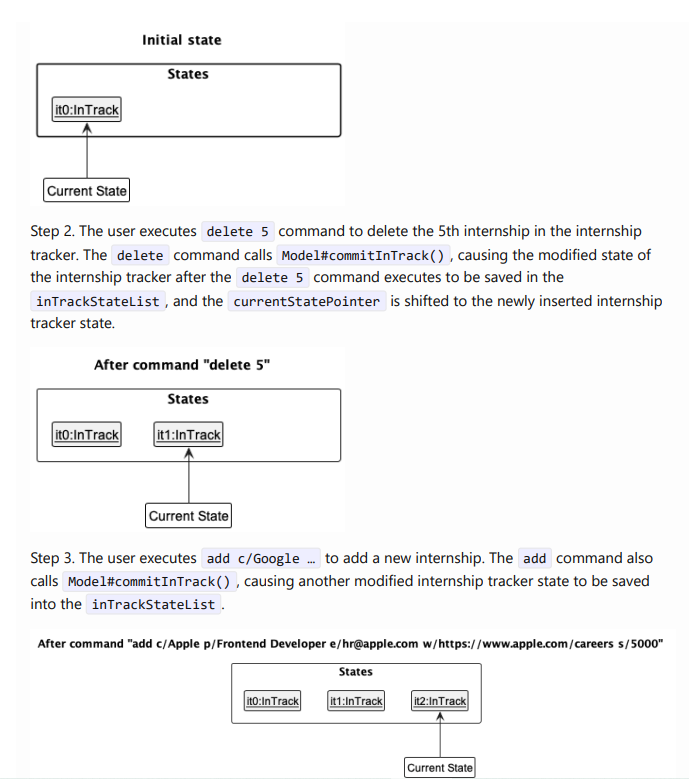 Initial state
States
it0:InTrack
Current State
Step 2. The user executes delete 5 command to delete the 5th internship in the internship
tracker. The delete command calls Model#commitInTrack() , causing the modified state of
the internship tracker after the delete 5 command executes to be saved in the
inTrackStateList , and the currentStatePointer is shifted to the newly inserted internship
tracker state.
After command "delete 5"
States
it0:InTrack it1:InTrack
Current State
Step 3. The user executes add c/Google … to add a new internship. The add command also
calls Model#commitInTrack() , causing another modified internship tracker state to be saved
into the inTrackStateList .
After command "add c/Apple p/Frontend Developer e/hr@apple.com w/https://www.apple.com/careers s/5000"
States
it0:InTrack it1:InTrack it2:InTrack
Current State